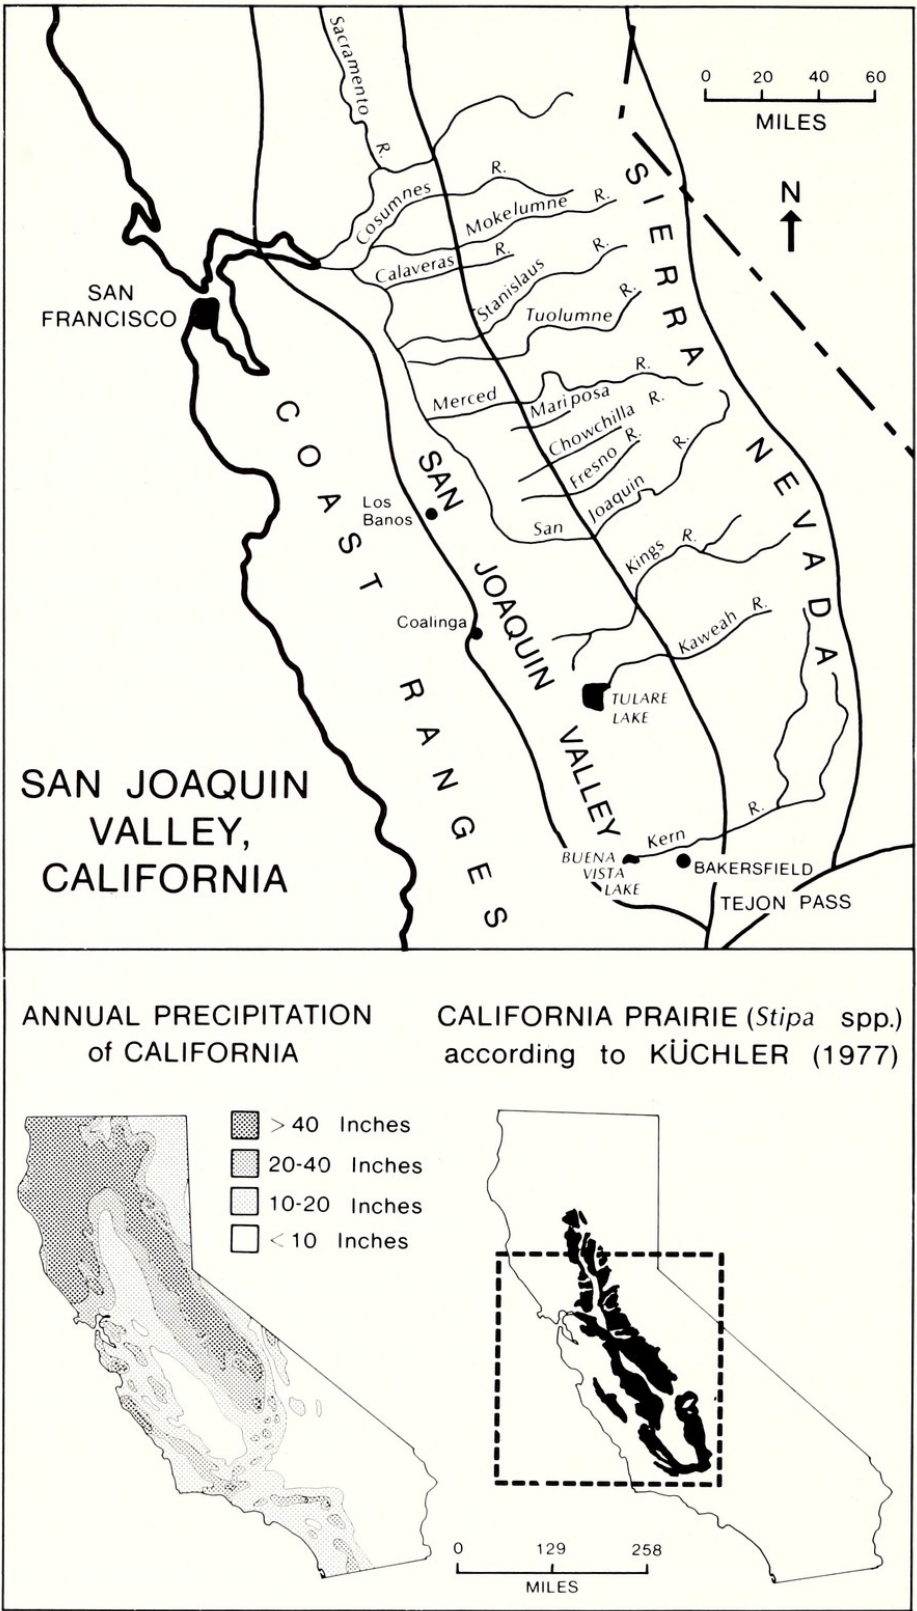 Sacramento R.
0 20 40 60
MILES
N
SIERRA NEVADA
Cosumnes R.
Mokelumne R.
Calaveras R.
Stanislaus R.
Tuolumne R.
SAN
FRANCISCO
Merced R.
Mariposa
Chowchilla R.
Fresno R.
San Joaquin R.
COAST RANGES
SAN JOAQUIN VALLEY
Los
Banos
Kings R.
Coalinga
Kaweah R.
TULARE
LAKE
SAN JOAQUIN
VALLEY,
CALIFORNIA
Kern R.
BUENA
VISTA
LAKE
BAKERSFIELD
TEJON PASS
ANNUAL PRECIPITATION
of CALIFORNIA
> 40 Inches
20-40 Inches
10-20 Inches
< 10 Inches
CALIFORNIA PRAIRIE (Stipa spp.)
according to KÜCHLER (1977)
0 129 258
MILES